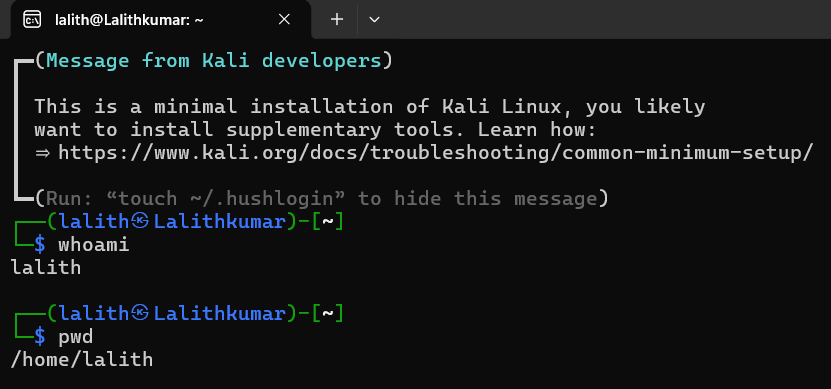 lalith@Lalithkumar: ~
(Message from Kali developers)
This is a minimal installation of Kali Linux, you likely
want to install supplementary tools. Learn how:
⇒ https://www.kali.org/docs/troubleshooting/common-minimum-setup/
(Run: “touch ~/.hushlogin” to hide this message)
┌──(lalith㉿Lalithkumar)-[~]
└─$ whoami
lalith
┌──(lalith㉿Lalithkumar)-[~]
└─$ pwd
/home/lalith